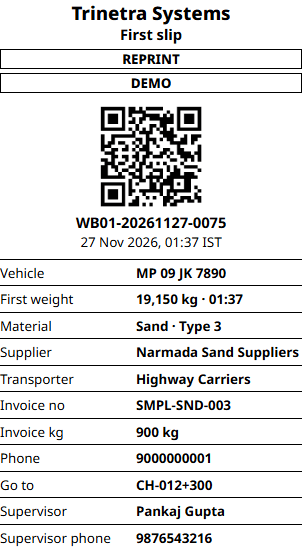 Trinetra Systems
First slip
REPRINT
DEMO
WB01-20261127-0075
27 Nov 2026, 01:37 IST
Vehicle MP 09 JK 7890
First weight 19,150 kg · 01:37
Material Sand · Type 3
Supplier Narmada Sand Suppliers
Transporter Highway Carriers
Invoice no SMPL-SND-003
Invoice kg 900 kg
Phone 9000000001
Go to CH-012+300
Supervisor Pankaj Gupta
Supervisor phone 9876543216